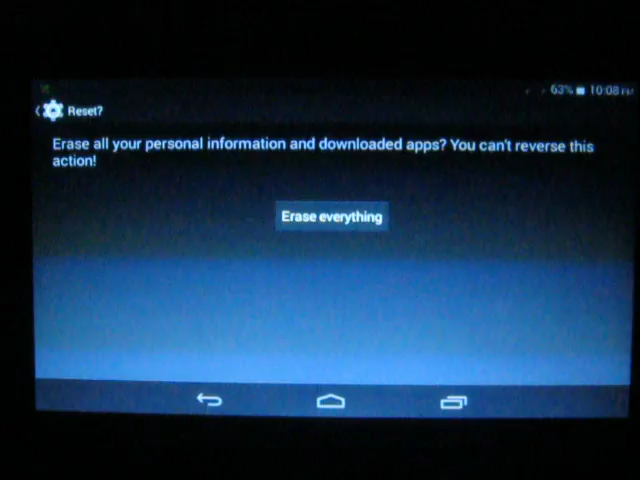 63% 10:08 PM
Reset?
Erase all your personal information and downloaded apps? You can't reverse this
action!
Erase everything